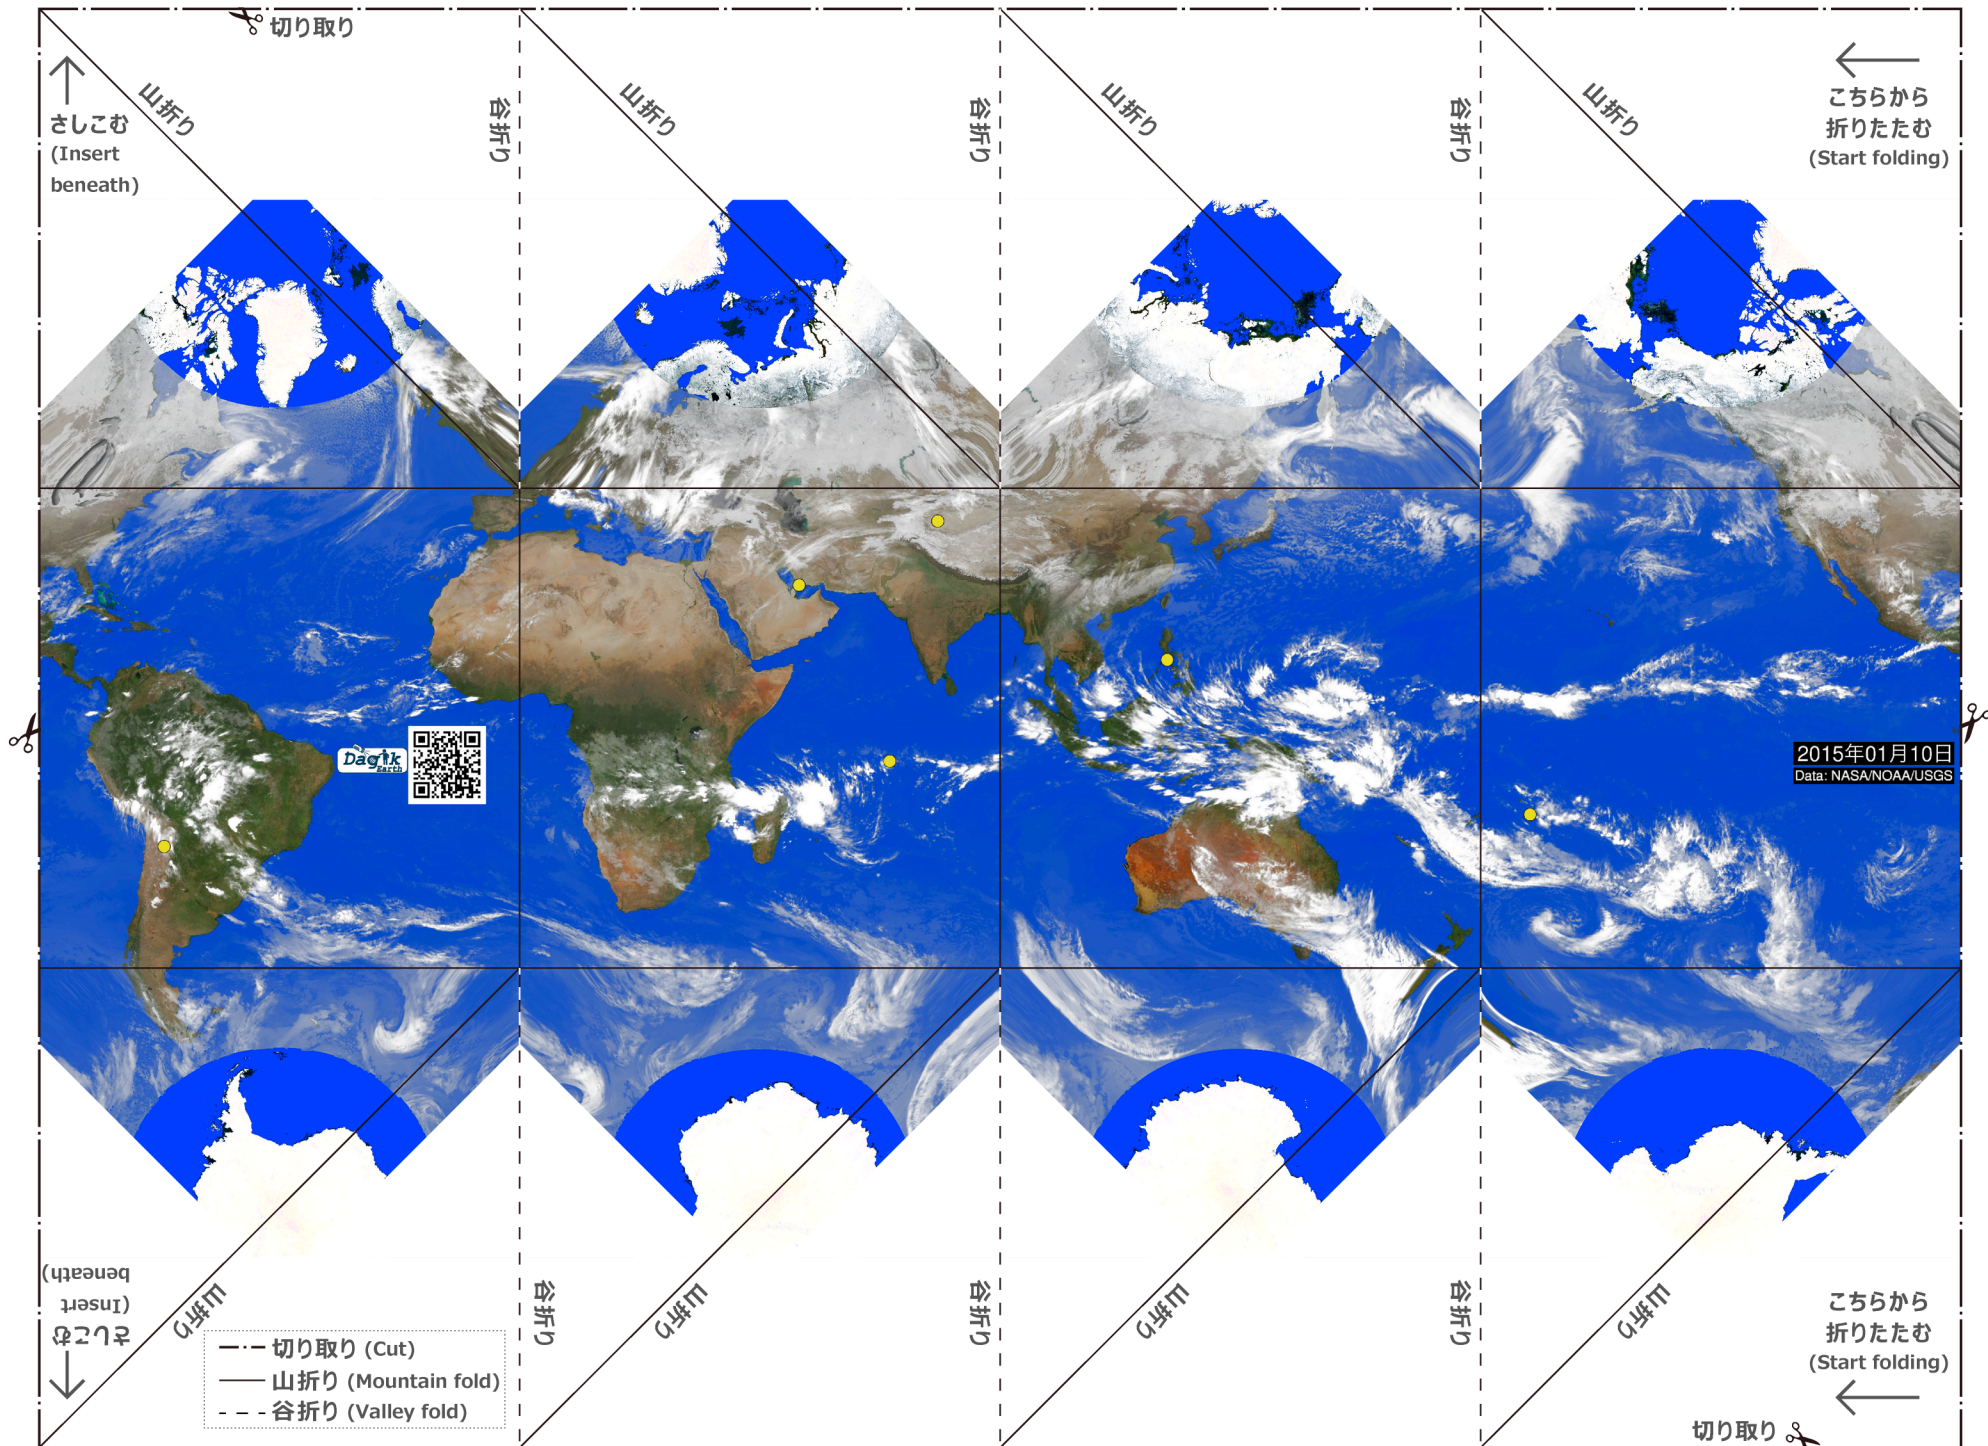 切り取り
山折り
山折り
山折り
山折り
さしこむ
(Insert
beneath)
谷折り
谷折り
谷折り
こちらから
折りたたむ
(Start folding)
Dagik
Earth
2015年01月10日
Data: NASA/NOAA/USGS
さしこむ
(Insert
beneath)
山折り
山折り
山折り
山折り
谷折り
谷折り
谷折り
こちらから
折りたたむ
(Start folding)
切り取り (Cut)
山折り (Mountain fold)
谷折り (Valley fold)
切り取り